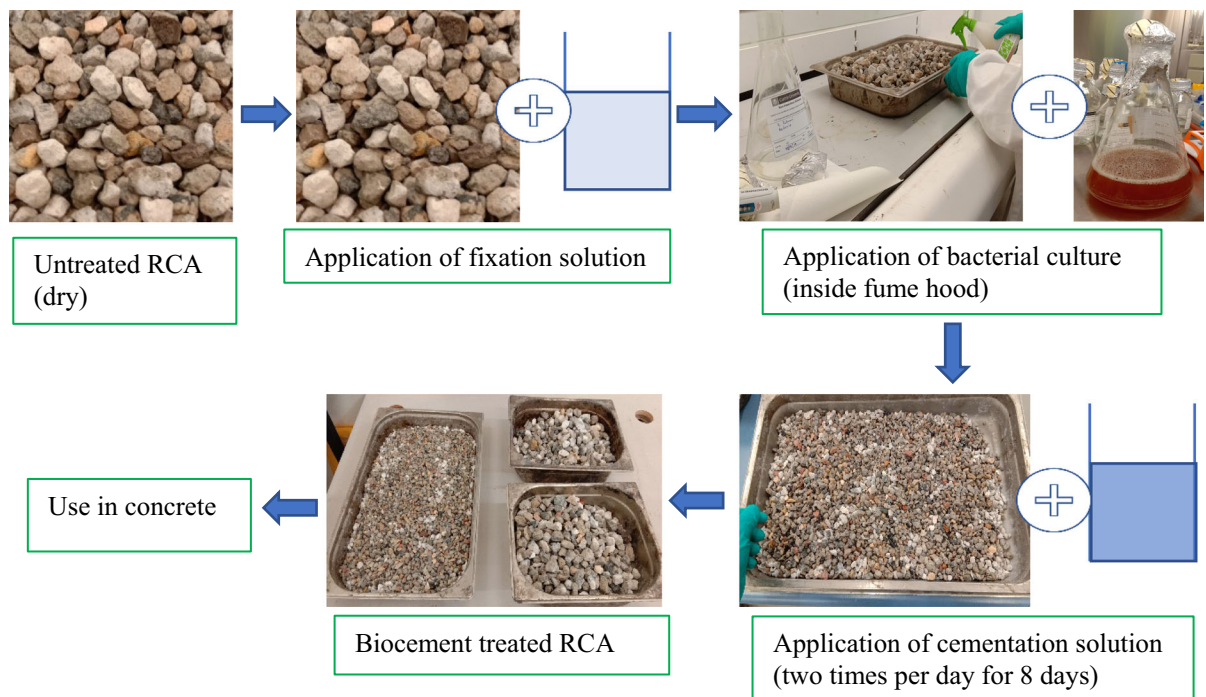 Untreated RCA
(dry)
Application of fixation solution
Application of bacterial culture
(inside fume hood)
Use in concrete
Biocement treated RCA
Application of cementation solution
(two times per day for 8 days)